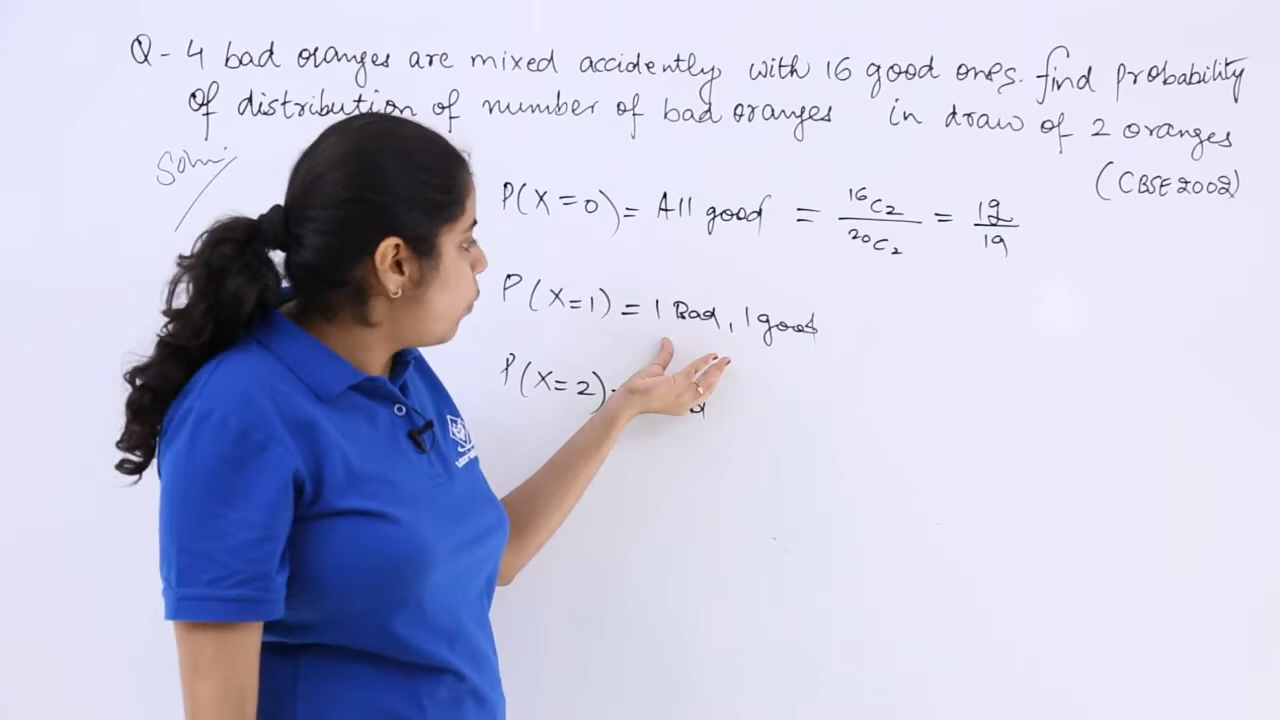 Q - 4 bad oranges are mixed accidently with 16 good ones. find probability
of distribution of number of bad oranges in draw of 2 oranges
(CBSE 2002)
Soln.
P(X=0) = All good = ¹⁶C₂ / ²⁰C₂ = 12/19
P(X=1) = 1 Bad, 1 good
P(X=2)